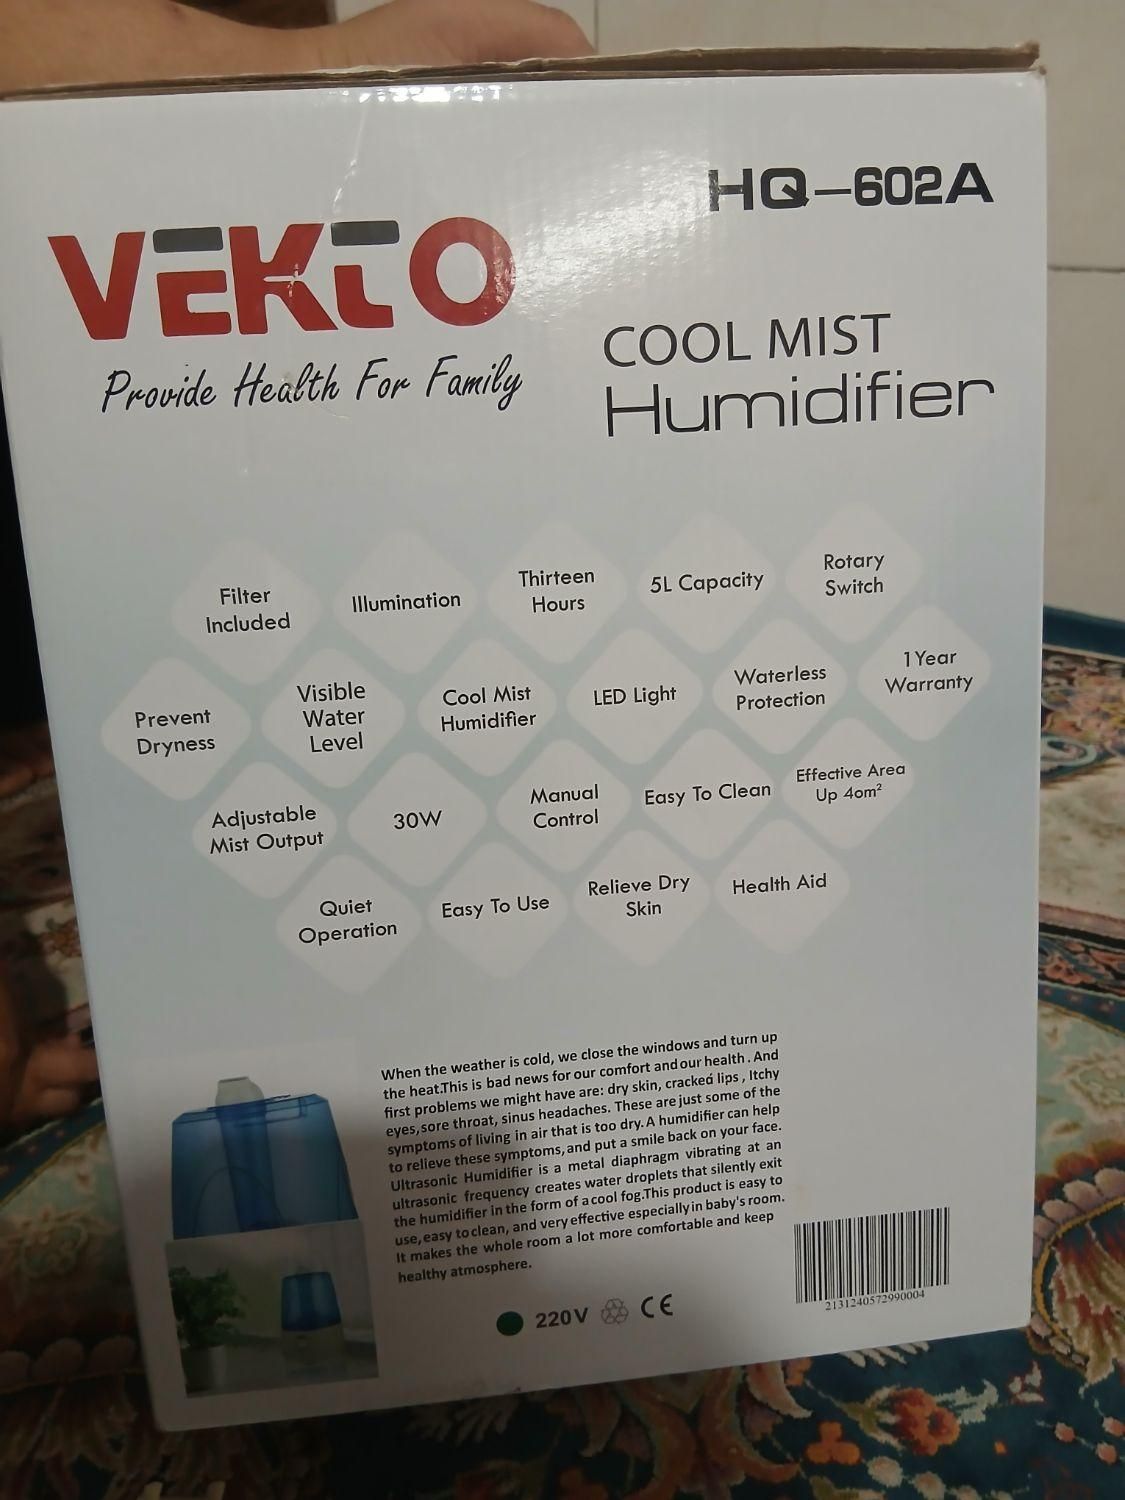 HQ-602A
VEKTO
Provide Health For Family
COOL MIST
Humidifier
Filter
Included
Illumination
Thirteen
Hours
5L Capacity
Rotary
Switch
Prevent
Dryness
Visible
Water
Level
Cool Mist
Humidifier
LED Light
Waterless
Protection
1 Year
Warranty
Adjustable
Mist Output
30W
Manual
Control
Easy To Clean
Effective Area
Up 4om²
Quiet
Operation
Easy To Use
Relieve Dry
Skin
Health Aid
When the weather is cold, we close the windows and turn up
the heat.This is bad news for our comfort and our health . And
first problems we might have are: dry skin, cracked lips , Itchy
eyes,sore throat, sinus headaches. These are just some of the
symptoms of living in air that is too dry. A humidifier can help
to relieve these symptoms, and put a smile back on your face.
Ultrasonic Humidifier is a metal diaphragm vibrating at an
ultrasonic frequency creates water droplets that silently exit
the humidifier in the form of a cool fog.This product is easy to
use, easy to clean, and very effective especially in baby's room.
It makes the whole room a lot more comfortable and keep
healthy atmosphere.
220V CE
2131240572990004